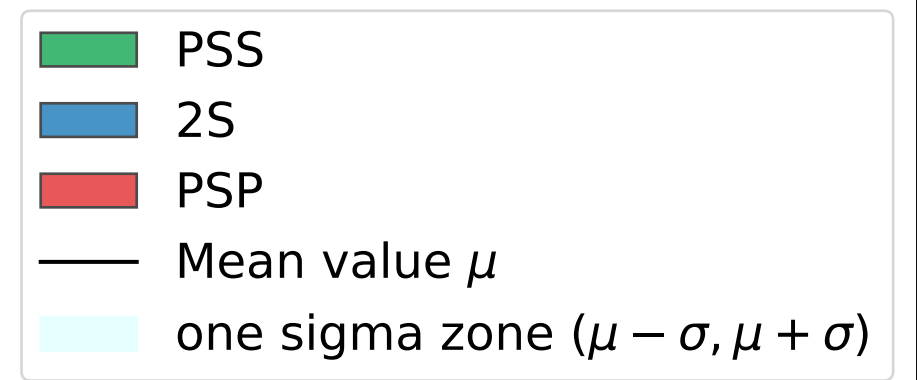 PSS
2S
PSP
Mean value μ
one sigma zone (μ − σ, μ + σ)